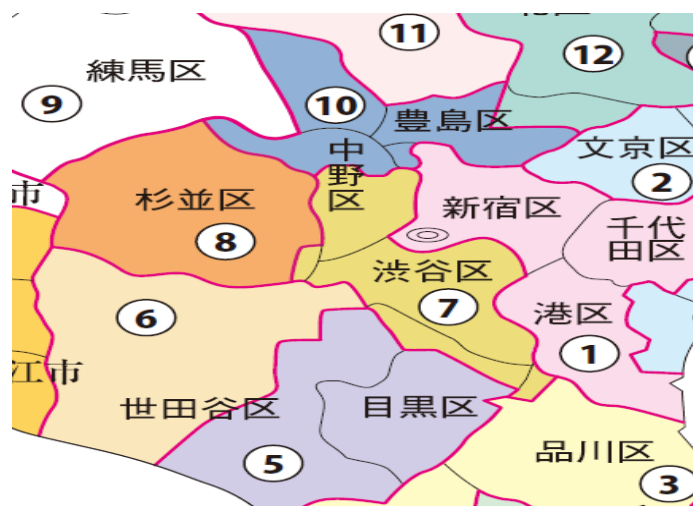 11
12
練馬区
9
10
豊島区
中野区
文京区
2
市
杉並区
8
新宿区
千代田区
渋谷区
7
6
港区
1
江市
世田谷区
目黒区
5
品川区
3